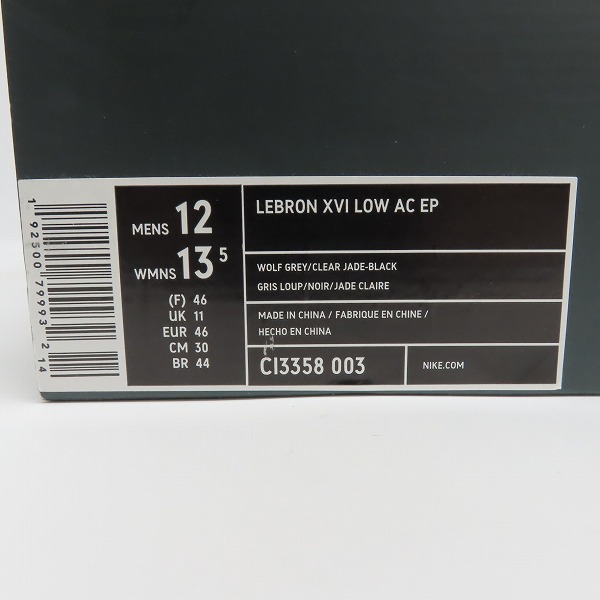 1 92500 79993 2 14
MENS 12
WMNS 13 5
(F) 46
UK 11
EUR 46
CM 30
BR 44
LEBRON XVI LOW AC EP
WOLF GREY/CLEAR JADE-BLACK
GRIS LOUP/NOIR/JADE CLAIRE
MADE IN CHINA / FABRIQUE EN CHINE /
HECHO EN CHINA
CI3358 003
NIKE.COM